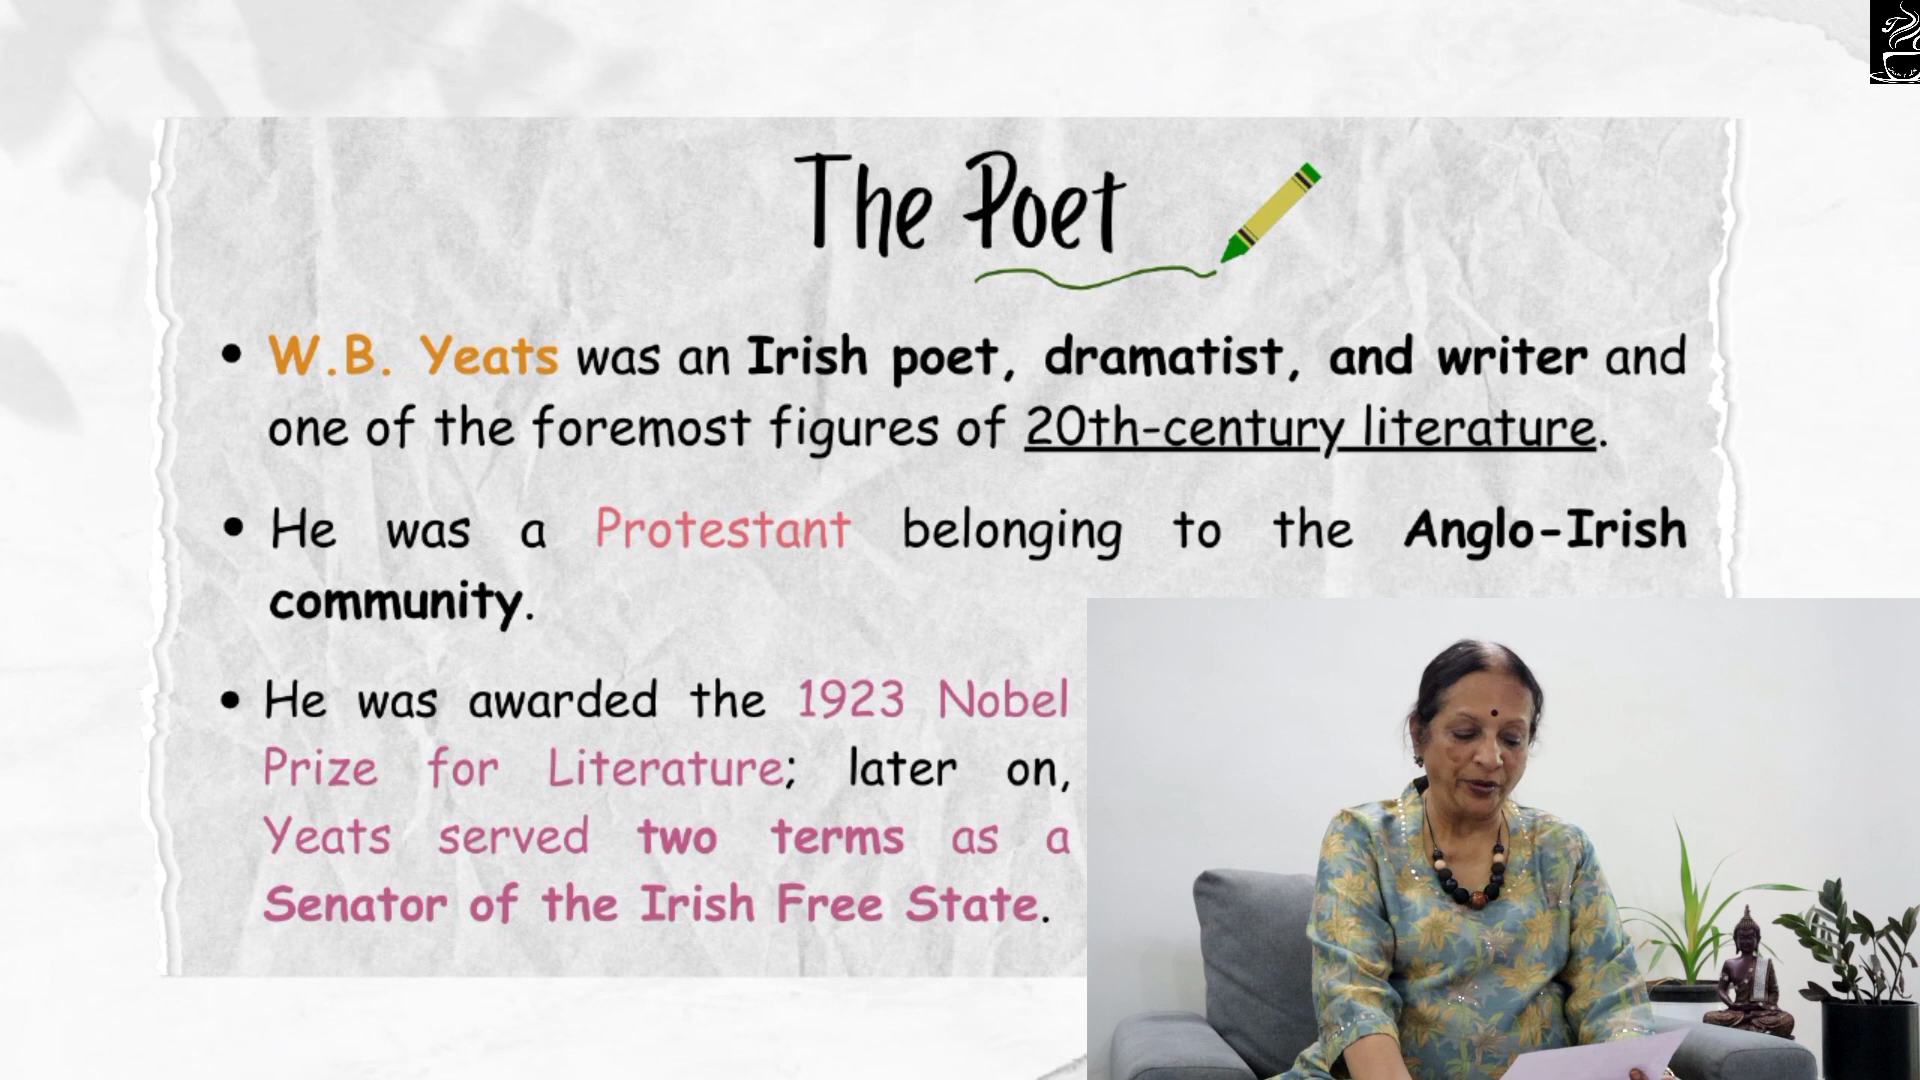 The Poet
• W.B. Yeats was an Irish poet, dramatist, and writer and
one of the foremost figures of 20th-century literature.
• He was a Protestant belonging to the Anglo-Irish
community.
• He was awarded the 1923 Nobel
Prize for Literature; later on,
Yeats served two terms as a
Senator of the Irish Free State.